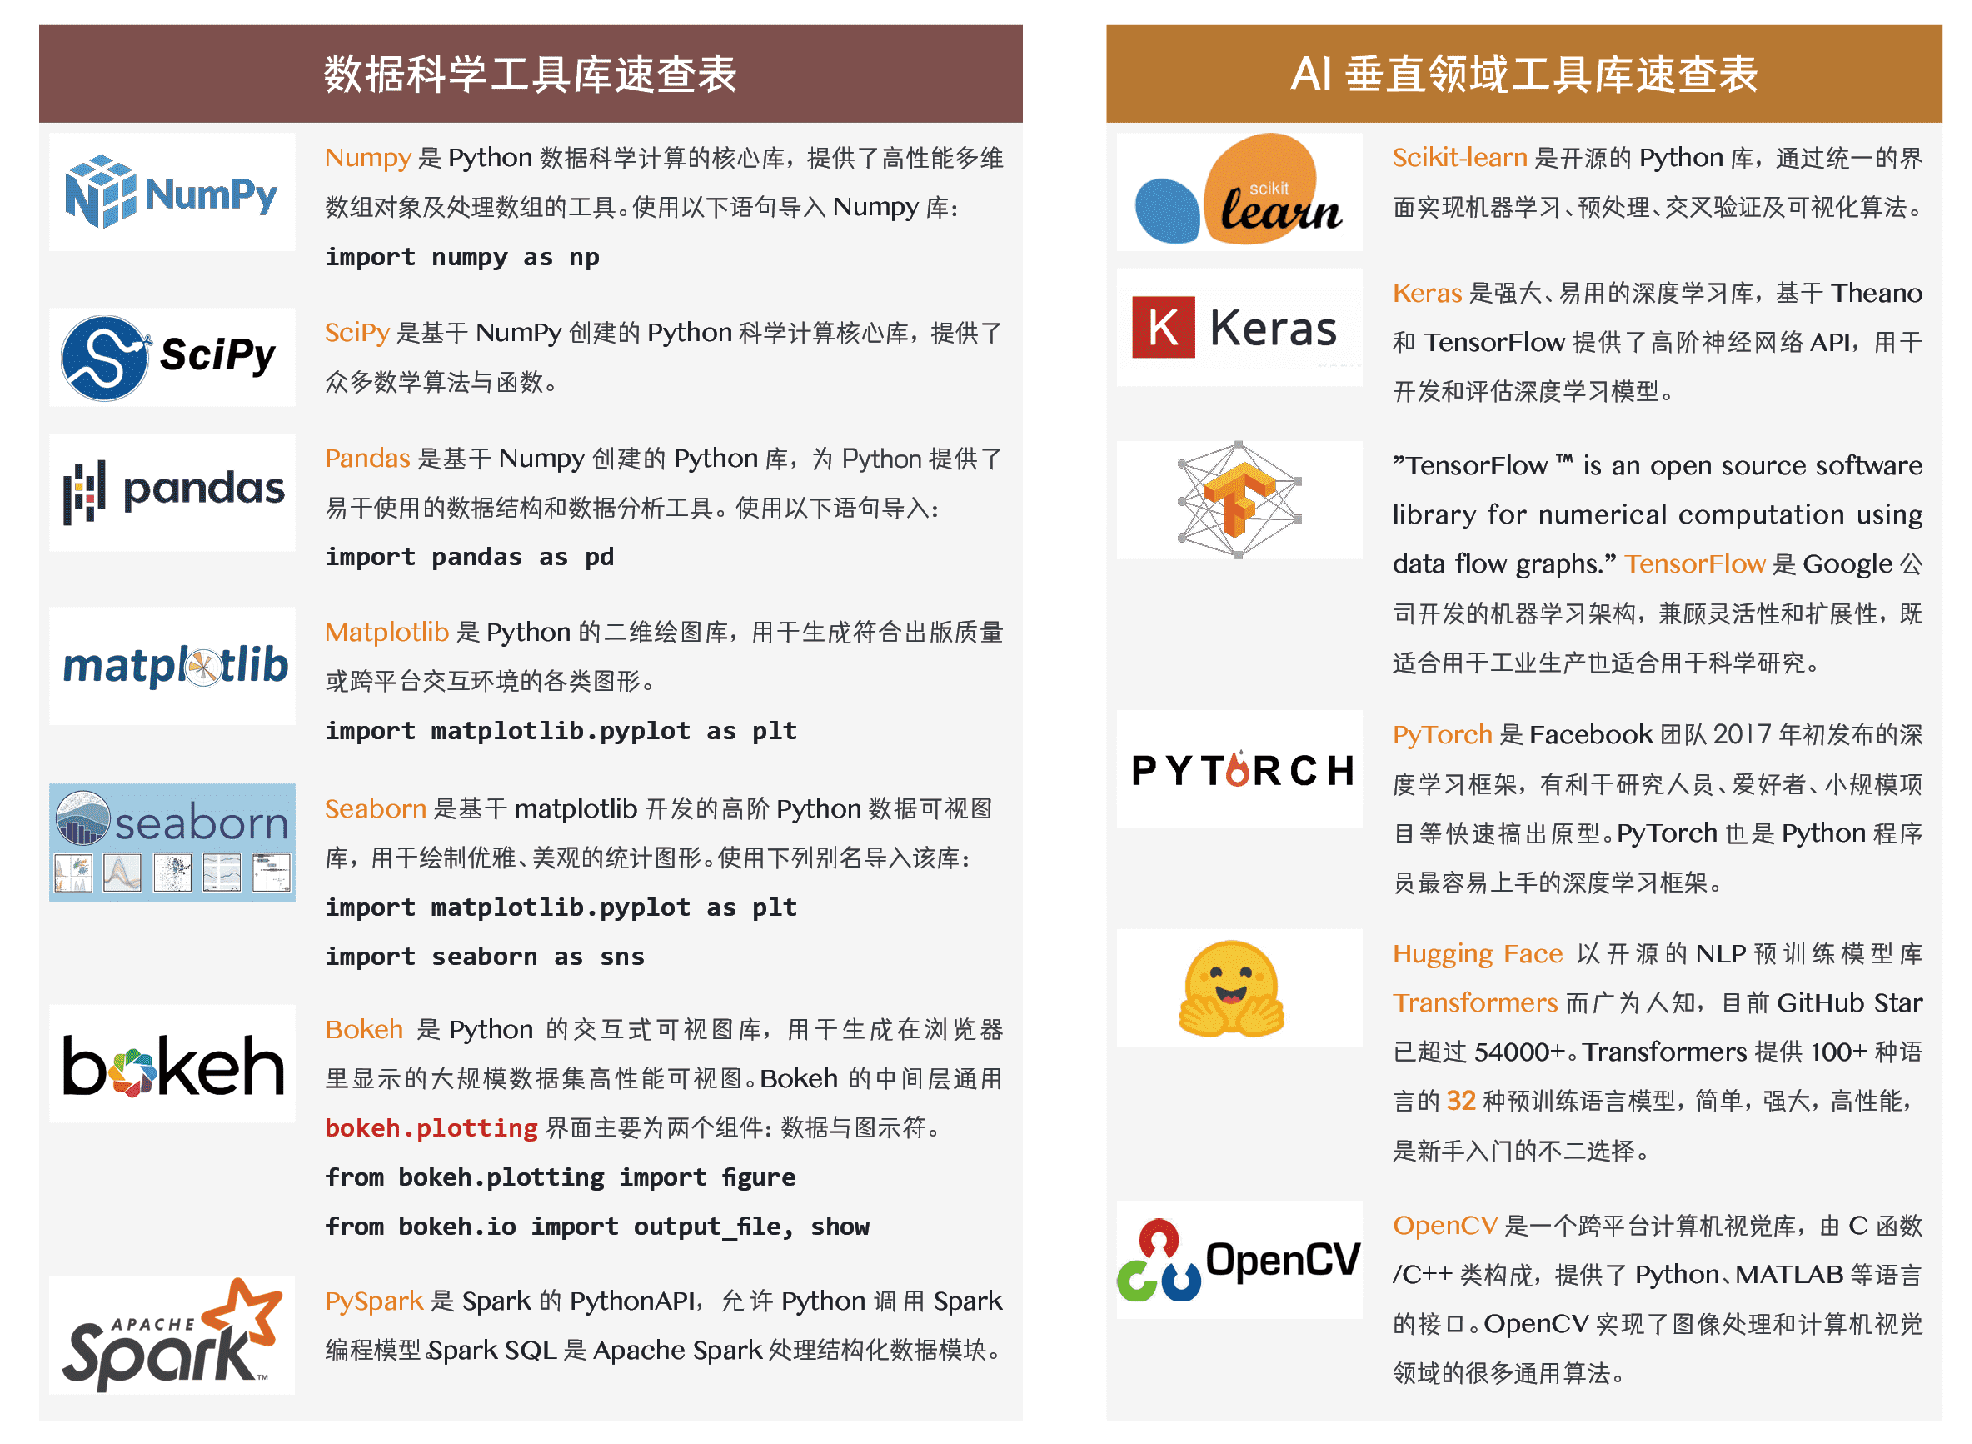 数据科学工具库速查表
NumPy
Numpy 是 Python 数据科学计算的核心库，提供了高性能多维
数组对象及处理数组的工具。使用以下语句导入 Numpy 库：
import numpy as np
SciPy
SciPy 是基于 NumPy 创建的 Python 科学计算核心库，提供了
众多数学算法与函数。
pandas
Pandas 是基于 Numpy 创建的 Python 库，为 Python 提供了
易于使用的数据结构和数据分析工具。使用以下语句导入：
import pandas as pd
matplotlib
Matplotlib 是 Python 的二维绘图库，用于生成符合出版质量
或跨平台交互环境的各类图形。
import matplotlib.pyplot as plt
seaborn
Seaborn 是基于 matplotlib 开发的高阶 Python 数据可视图
库，用于绘制优雅、美观的统计图形。使用下列别名导入该库：
import matplotlib.pyplot as plt
import seaborn as sns
bokeh
Bokeh 是 Python 的交互式可视图库，用于生成在浏览器
里显示的大规模数据集高性能可视图。Bokeh 的中间层通用
bokeh.plotting 界面主要为两个组件：数据与图示符。
from bokeh.plotting import figure
from bokeh.io import output_file, show
APACHE
Spark™
PySpark 是 Spark 的 PythonAPI，允许 Python 调用 Spark
编程模型。Spark SQL 是 Apache Spark 处理结构化数据模块。
AI 垂直领域工具库速查表
scikit
learn
Scikit-learn 是开源的 Python 库，通过统一的界
面实现机器学习、预处理、交叉验证及可视化算法。
K Keras
Keras 是强大、易用的深度学习库，基于 Theano
和 TensorFlow 提供了高阶神经网络 API，用于
开发和评估深度学习模型。
”TensorFlow ™ is an open source software
library for numerical computation using
data flow graphs.” TensorFlow 是 Google 公
司开发的机器学习架构，兼顾灵活性和扩展性，既
适合用于工业生产也适合用于科学研究。
PYTORCH
PyTorch 是 Facebook 团队 2017 年初发布的深
度学习框架，有利于研究人员、爱好者、小规模项
目等快速搞出原型。PyTorch 也是 Python 程序
员最容易上手的深度学习框架。
Hugging Face 以开源的 NLP 预训练模型库
Transformers 而广为人知，目前 GitHub Star
已超过 54000+。Transformers 提供 100+ 种语
言的 32 种预训练语言模型，简单，强大，高性能，
是新手入门的不二选择。
OpenCV
OpenCV 是一个跨平台计算机视觉库，由 C 函数
/C++ 类构成，提供了 Python、MATLAB 等语言
的接口。OpenCV 实现了图像处理和计算机视觉
领域的很多通用算法。